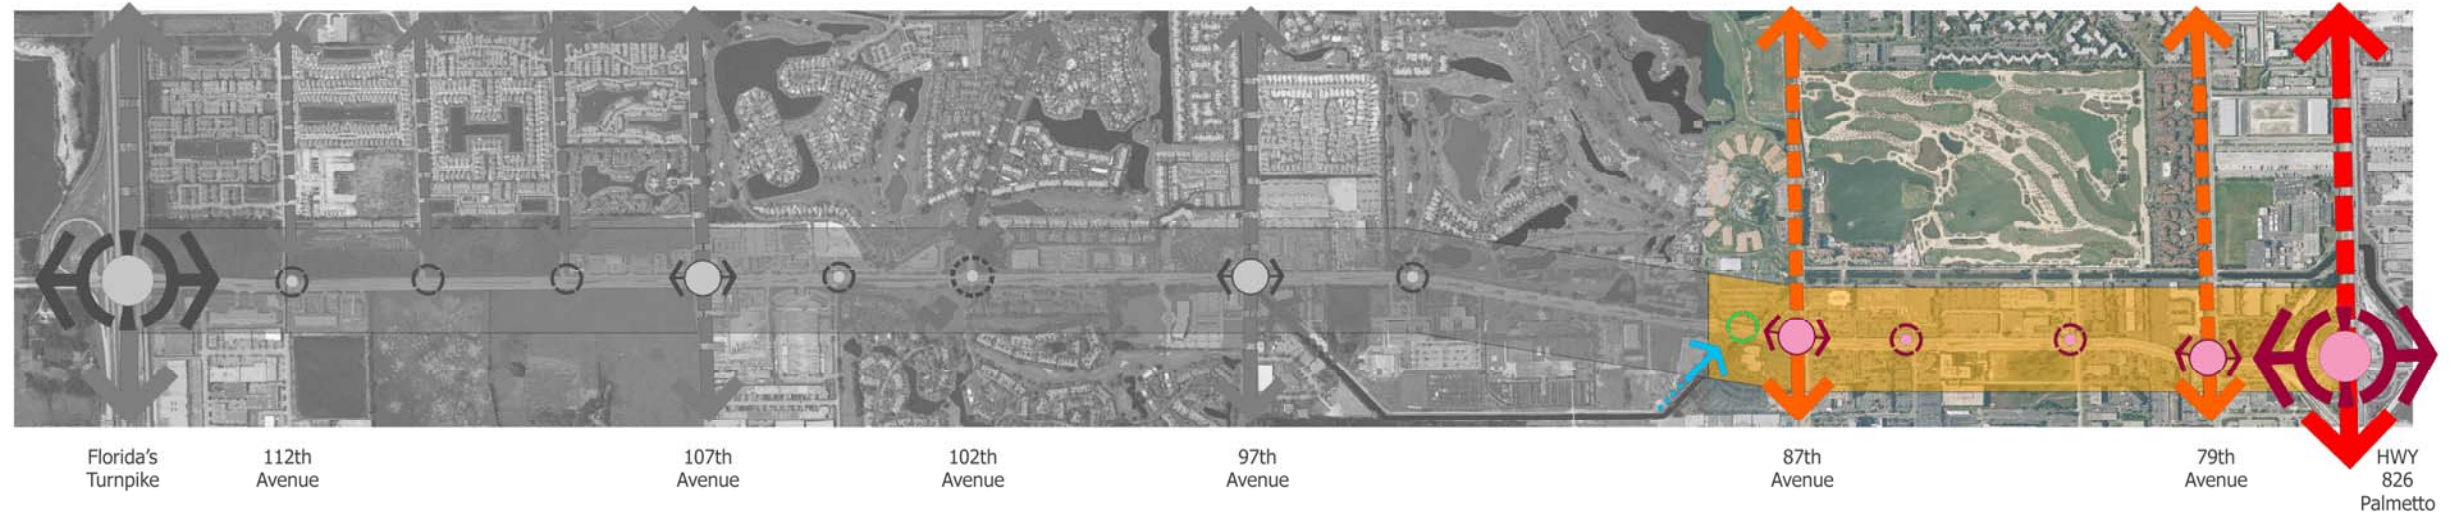 Florida's
Turnpike
112th
Avenue
107th
Avenue
102th
Avenue
97th
Avenue
87th
Avenue
79th
Avenue
HWY
826
Palmetto